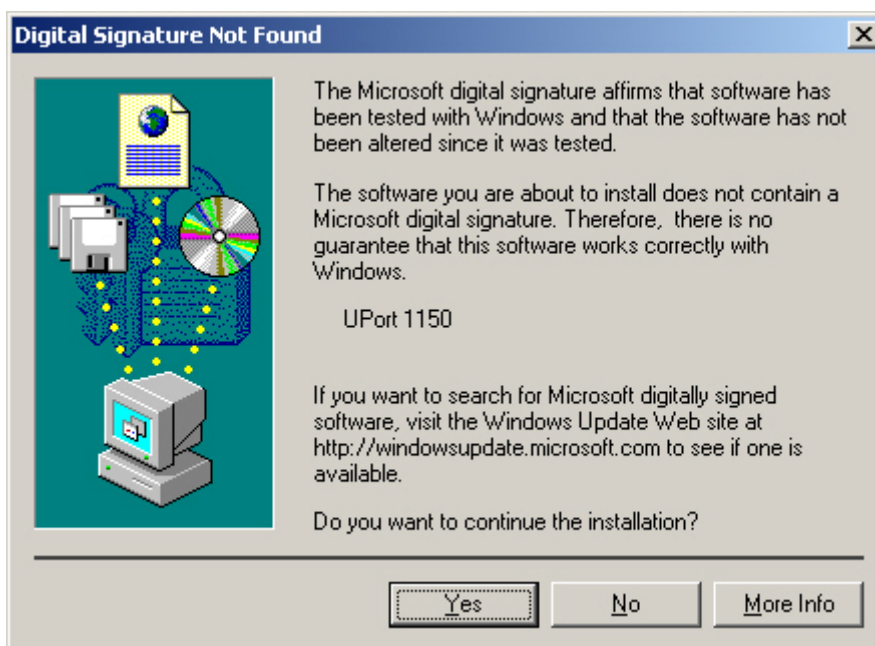 Digital Signature Not Found
The Microsoft digital signature affirms that software has
been tested with Windows and that the software has not
been altered since it was tested.
The software you are about to install does not contain a
Microsoft digital signature. Therefore,  there is no
guarantee that this software works correctly with
Windows.
UPort 1150
If you want to search for Microsoft digitally signed
software, visit the Windows Update Web site at
http://windowsupdate.microsoft.com to see if one is
available.
Do you want to continue the installation?
Yes No More Info